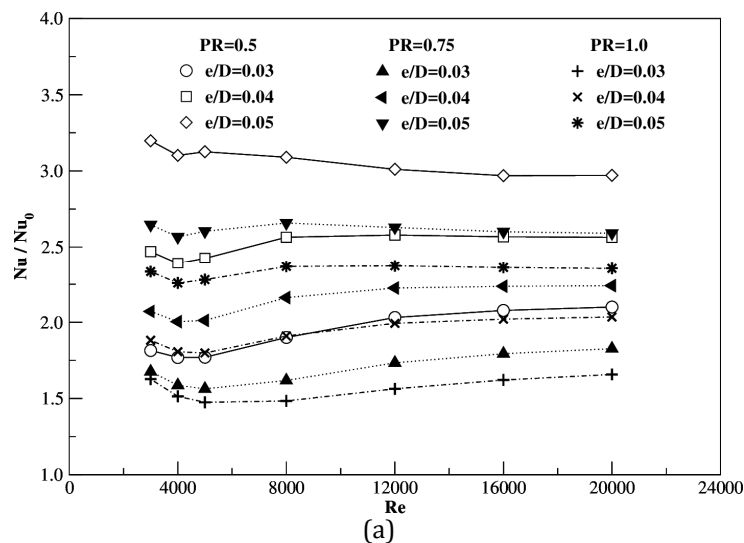 4.0
3.5
3.0
2.5
2.0
1.5
1.0
Nu / Nu0
PR=0.5 PR=0.75 PR=1.0
e/D=0.03 e/D=0.03 e/D=0.03
e/D=0.04 e/D=0.04 e/D=0.04
e/D=0.05 e/D=0.05 e/D=0.05
0 4000 8000 12000 16000 20000 24000
Re
(a)